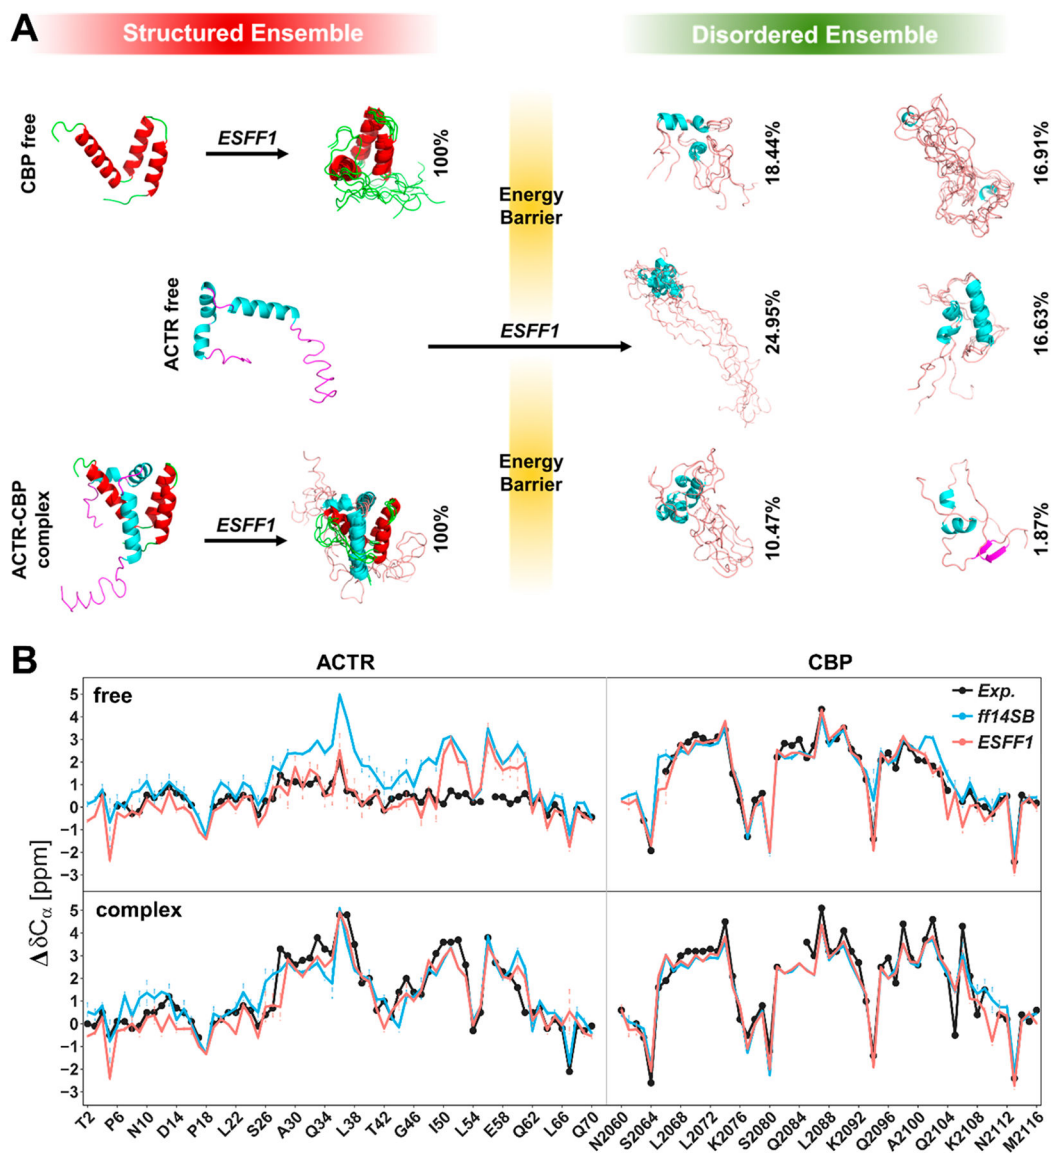 A
Structured Ensemble
Disordered Ensemble
CBP free
ESFF1
100%
Energy
Barrier
18.44%
16.91%
ACTR free
ESFF1
24.95%
16.63%
ACTR-CBP
complex
ESFF1
100%
Energy
Barrier
10.47%
1.87%
B
ACTR
CBP
free
Exp.
ff14SB
ESFF1
5
4
3
2
1
0
−1
−2
−3
complex
5
4
3
2
1
0
−1
−2
−3
Δ δCα [ppm]
T2 P6 N10 D14 P18 L22 S26 A30 Q34 L38 T42 G46 I50 L54 E58 Q62 L66 Q70 N2060 S2064 L2068 L2072 K2076 S2080 Q2084 L2088 K2092 Q2096 A2100 Q2104 K2108 N2112 M2116